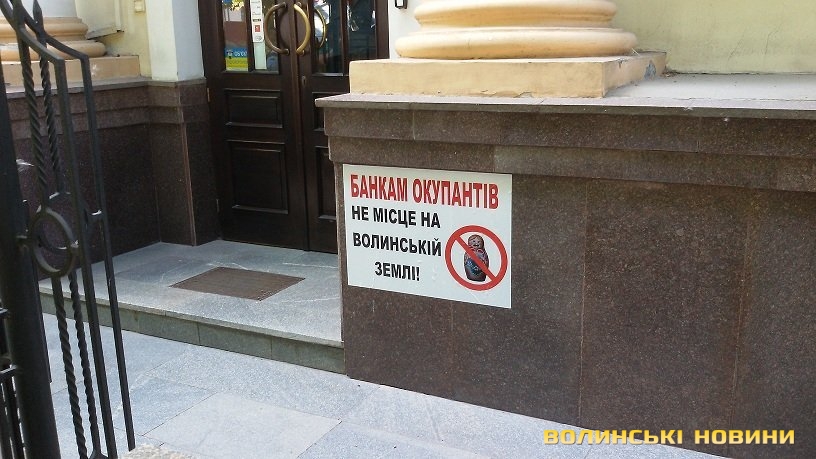 БАНКАМ ОКУПАНТІВ
НЕ МІСЦЕ НА
ВОЛИНСЬКІЙ
ЗЕМЛІ!
ВОЛИНСЬКІ НОВИНИ